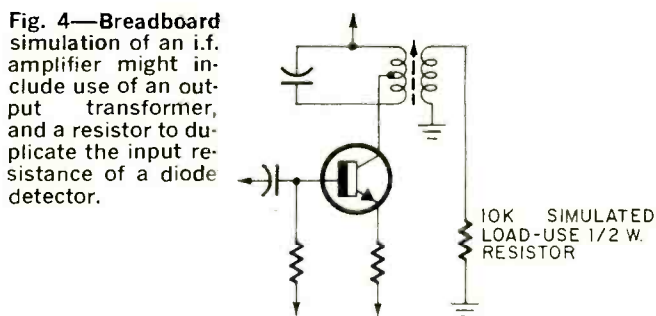 Fig. 4—Breadboard
simulation of an i.f.
amplifier might in-
clude use of an out-
put transformer,
and a resistor to du-
plicate the input re-
sistance of a diode
detector.
10K SIMULATED
LOAD-USE 1/2 W.
RESISTOR